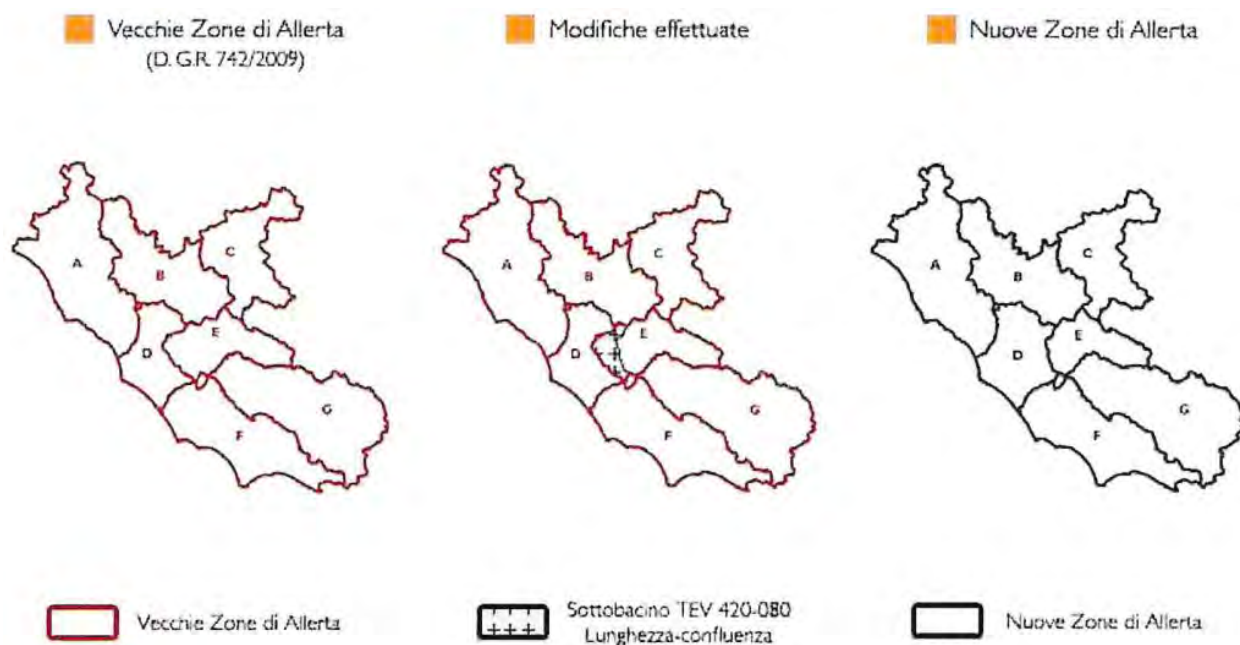 Vecchie Zone di Allerta
(D. G.R. 742/2009)
Modifiche effettuate
Nuove Zone di Allerta
A
B
C
D
E
F
G
A
B
C
D
E
F
G
A
B
C
D
E
F
G
Vecchie Zone di Allerta
Sottobacino TEV 420-080
Lunghezza-confluenza
Nuove Zone di Allerta